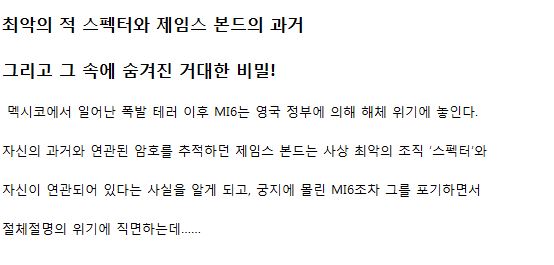 최악의 적 스펙터와 제임스 본드의 과거
그리고 그 속에 숨겨진 거대한 비밀!
멕시코에서 일어난 폭발 테러 이후 MI6는 영국 정부에 의해 해체 위기에 놓인다.
자신의 과거와 연관된 암호를 추적하던 제임스 본드는 사상 최악의 조직 '스펙터'와
자신이 연관되어 있다는 사실을 알게 되고, 궁지에 몰린 MI6조차 그를 포기하면서
절체절명의 위기에 직면하는데......